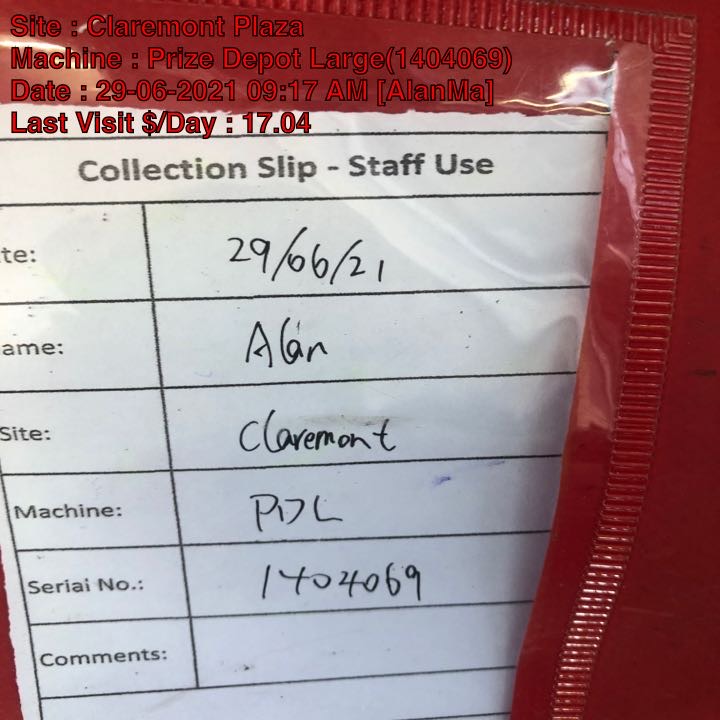 Site : Claremont Plaza
Machine : Prize Depot Large(1404069)
Date : 29-06-2021 09:17 AM [AlanMa]
Last Visit $/Day : 17.04
Collection Slip - Staff Use
te: 29/06/21
ame: Alan
Site: Claremont
Machine: PDL
Serial No.: 1404069
Comments: